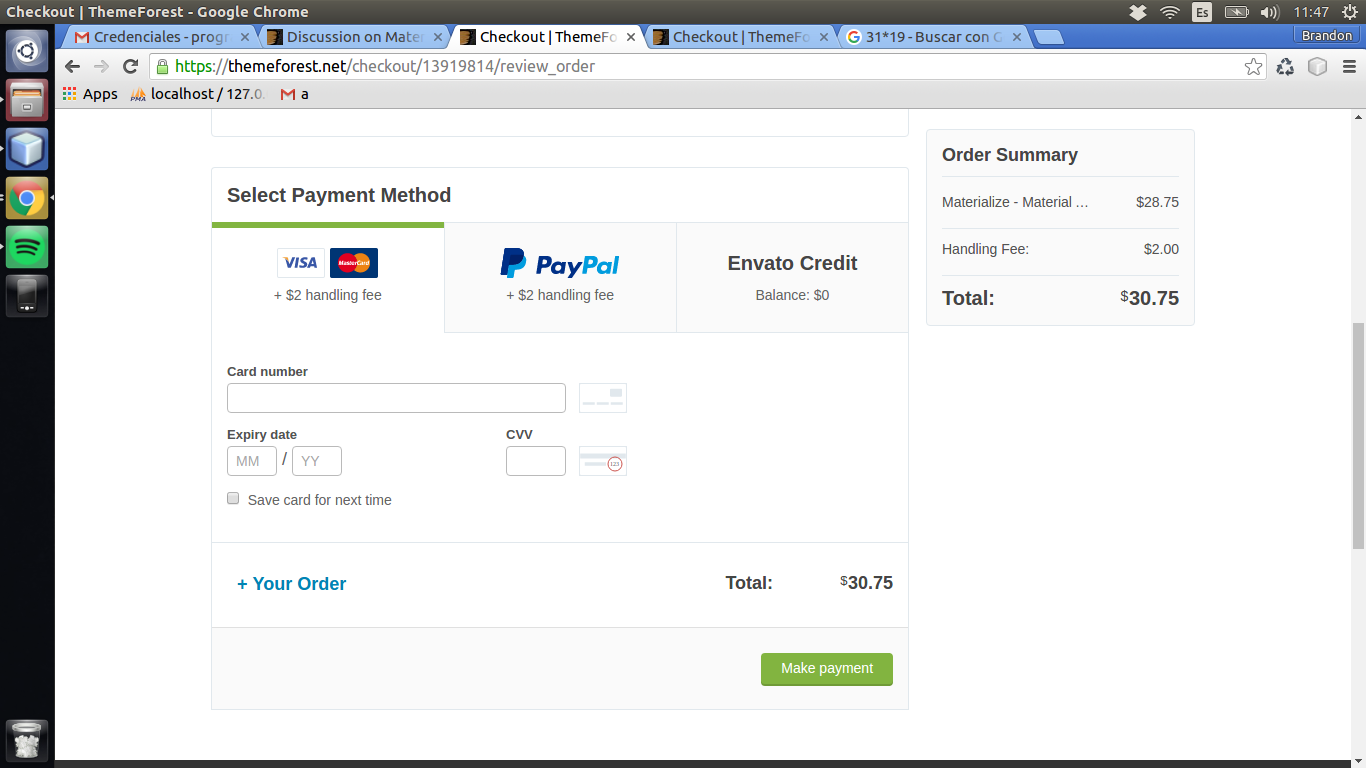 Checkout | ThemeForest - Google Chrome
Es
11:47
Credenciales - progr
Discussion on Mate
Checkout | ThemeFo
Checkout | ThemeFo
31*19 - Buscar con G
Brandon
https://themeforest.net/checkout/13919814/review_order
Apps
PMA
localhost / 127.0.
a
Select Payment Method
VISA
MasterCard
+ $2 handling fee
PayPal
+ $2 handling fee
Envato Credit
Balance: $0
Card number
Expiry date
CVV
MM / YY
123
Save card for next time
+ Your Order
Total:
$30.75
Make payment
Order Summary
Materialize - Material ...
$28.75
Handling Fee:
$2.00
Total:
$30.75